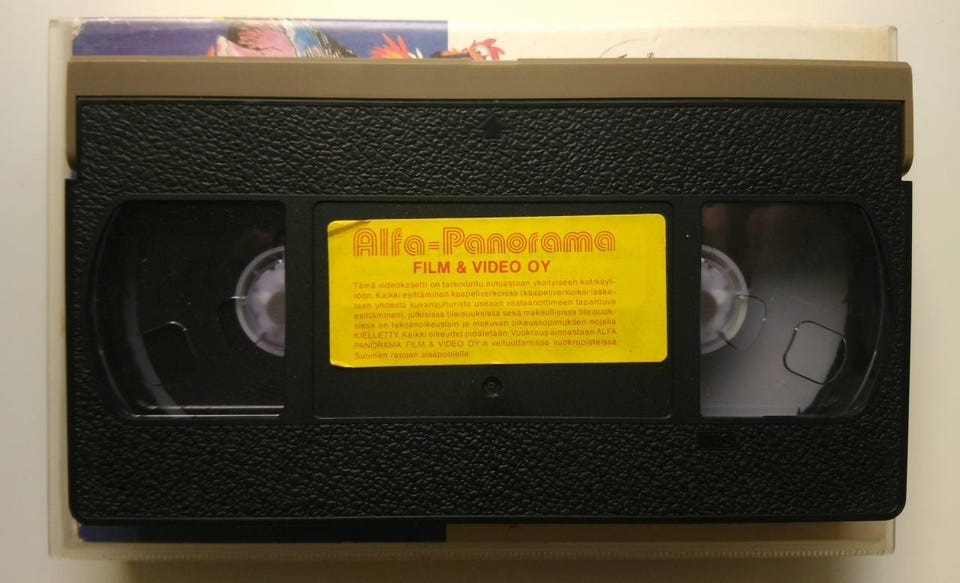 Alfa-Panorama
FILM & VIDEO OY
Tämä videokasetti on tarkoitettu ainoastaan yksityiseen kotikäyt-
töön. Kaikki esittäminen kaapeliverkoissa (kaapeliverkoiksi laske-
taan yhdestä kuvanauhurista useaan vastaanottimeen tapahtuva
esittäminen), julkisissa tilaisuuksissa sekä maksullisissa tilaisuuk-
sissa on tekijänoikeuslain ja elokuvan oikeussopimuksen nojalla
KIELLETTY. Kaikki oikeudet pidätetään. Vuokraus ainoastaan ALFA
PANORAMA FILM & VIDEO OY:n valtuuttamissa vuokrapisteissä
Suomen rajojen sisäpuolella.